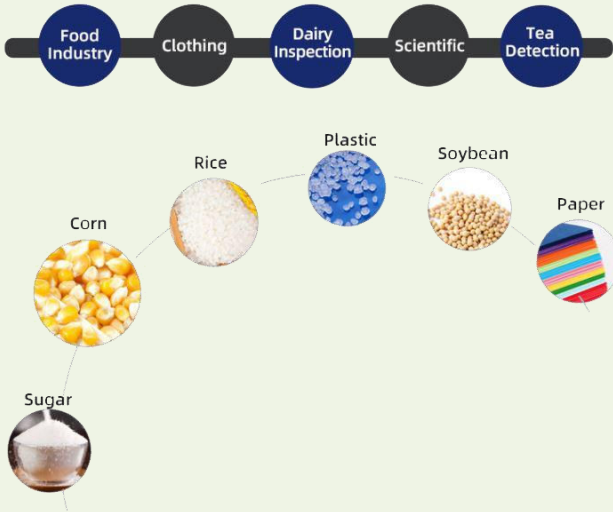 Food
Industry
Clothing
Dairy
Inspection
Scientific
Tea
Detection
Plastic
Soybean
Rice
Paper
Corn
Sugar